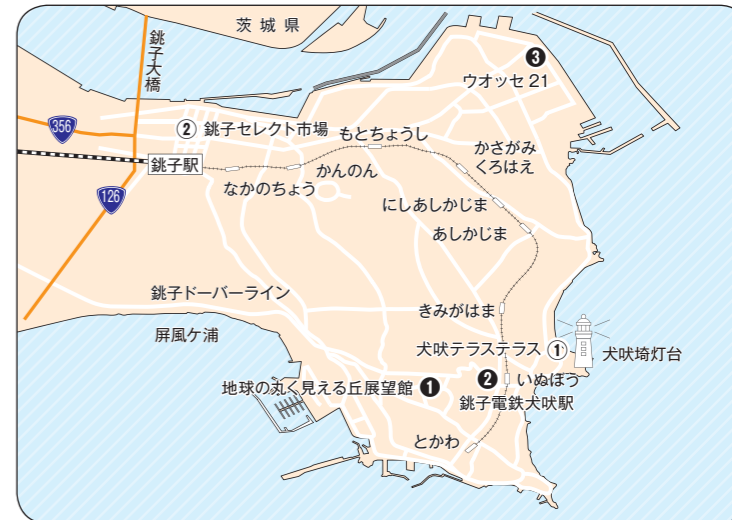 茨城県
銚子大橋
❸
ウオッセ 21
356
② 銚子セレクト市場
もとちょうし
かさがみ
くろはえ
銚子駅
なかのちょう
かんのん
126
にしあしかじま
あしかじま
銚子ドーバーライン
きみがはま
屏風ケ浦
犬吠テラステラス ①
犬吠埼灯台
地球の丸く見える丘展望館 ❶
❷
いぬぼう
銚子電鉄犬吠駅
とかわ